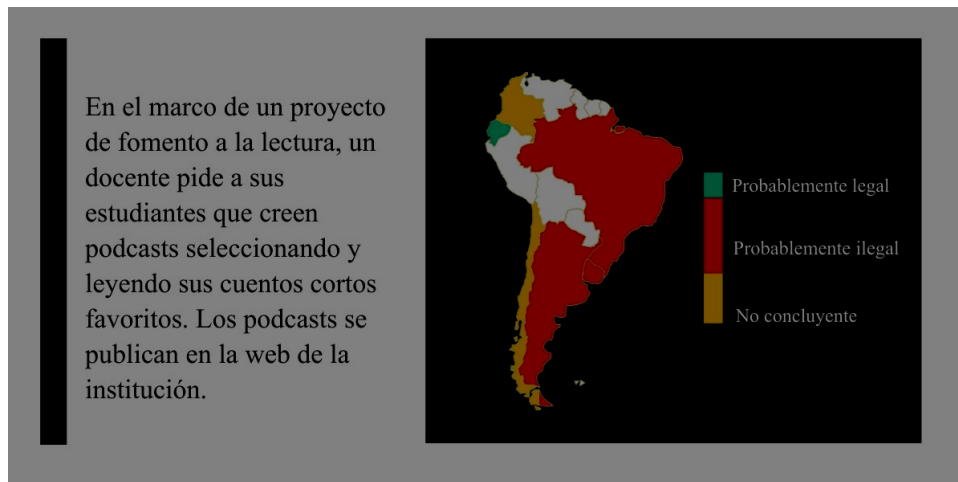 En el marco de un proyecto
de fomento a la lectura, un
docente pide a sus
estudiantes que creen
podcasts seleccionando y
leyendo sus cuentos cortos
favoritos. Los podcasts se
publican en la web de la
institución.
Probablemente legal
Probablemente ilegal
No concluyente